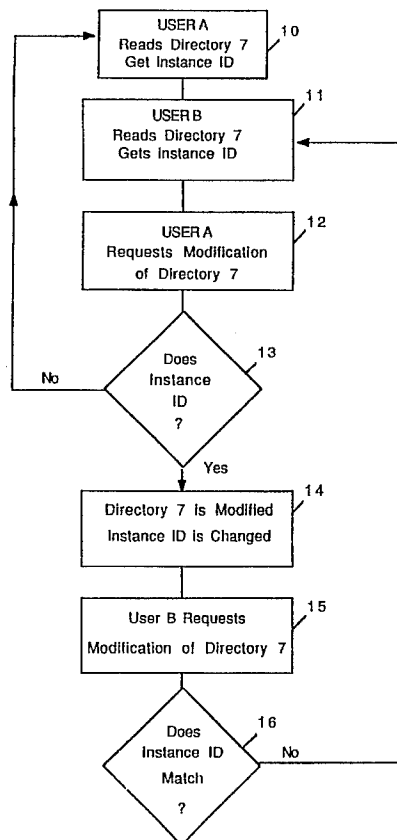 USER A
Reads Directory 7
Get Instance ID
10
USER B
Reads Directory 7
Gets Instance ID
11
USER A
Requests Modification
of Directory 7
12
Does
Instance
ID
?
13
No
Yes
Directory 7 is Modified
Instance ID is Changed
14
User B Requests
Modification of Directory 7
15
Does
Instance ID
Match
?
16
No